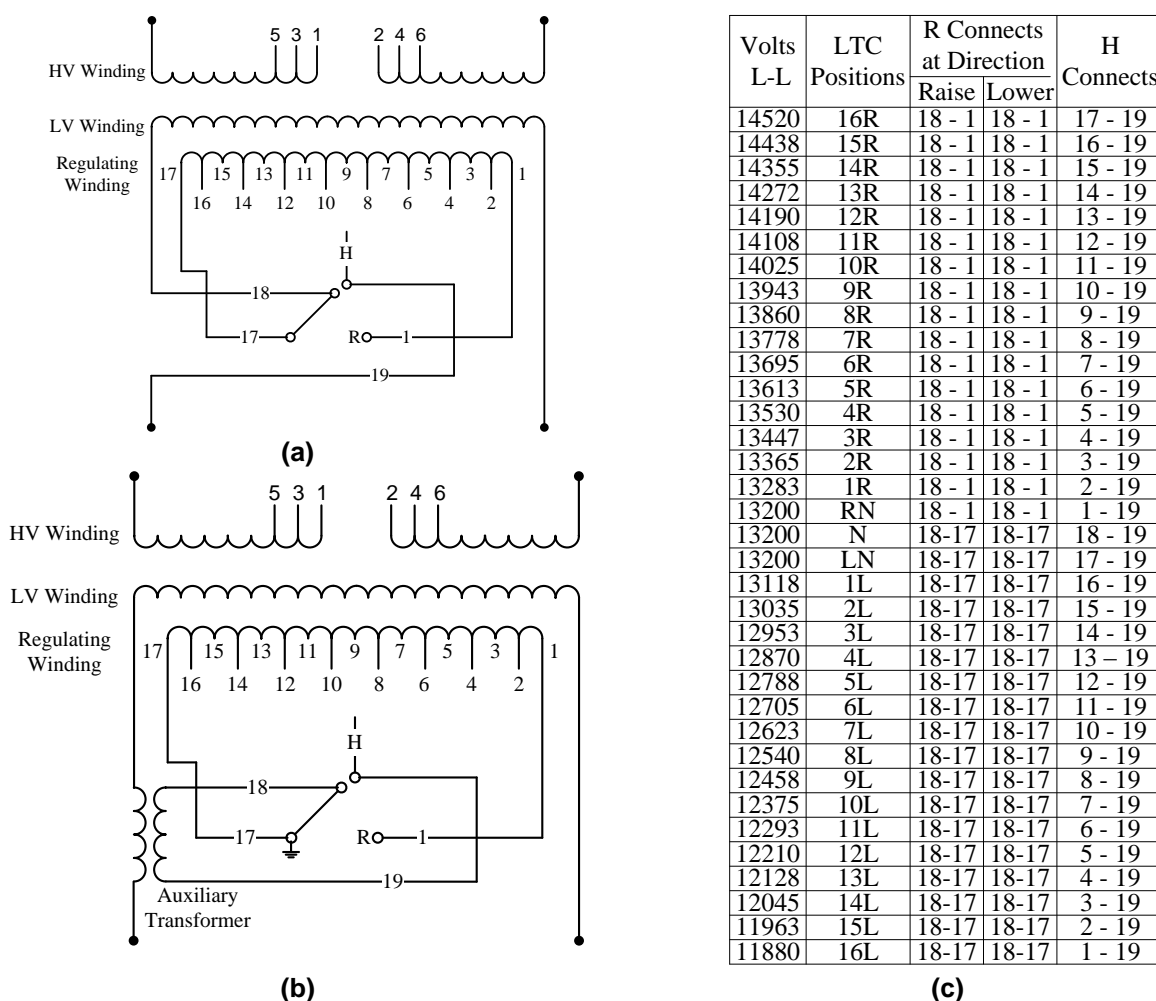 5 3 1 2 4 6
HV Winding
LV Winding
Regulating
Winding
17 15 13 11 9 7 5 3 1
16 14 12 10 8 6 4 2
H
18
17 R 1
19
(a)
5 3 1 2 4 6
HV Winding
LV Winding
Regulating
Winding
17 15 13 11 9 7 5 3 1
16 14 12 10 8 6 4 2
H
18
17 R 1
19
Auxiliary
Transformer
(b)
Volts L-L LTC Positions R Connects at Direction H Connects
Raise Lower
14520 16R 18 - 1 18 - 1 17 - 19
14438 15R 18 - 1 18 - 1 16 - 19
14355 14R 18 - 1 18 - 1 15 - 19
14272 13R 18 - 1 18 - 1 14 - 19
14190 12R 18 - 1 18 - 1 13 - 19
14108 11R 18 - 1 18 - 1 12 - 19
14025 10R 18 - 1 18 - 1 11 - 19
13943 9R 18 - 1 18 - 1 10 - 19
13860 8R 18 - 1 18 - 1 9 - 19
13778 7R 18 - 1 18 - 1 8 - 19
13695 6R 18 - 1 18 - 1 7 - 19
13613 5R 18 - 1 18 - 1 6 - 19
13530 4R 18 - 1 18 - 1 5 - 19
13447 3R 18 - 1 18 - 1 4 - 19
13365 2R 18 - 1 18 - 1 3 - 19
13283 1R 18 - 1 18 - 1 2 - 19
13200 RN 18 - 1 18 - 1 1 - 19
13200 N 18-17 18-17 18 - 19
13200 LN 18-17 18-17 17 - 19
13118 1L 18-17 18-17 16 - 19
13035 2L 18-17 18-17 15 - 19
12953 3L 18-17 18-17 14 - 19
12870 4L 18-17 18-17 13 – 19
12788 5L 18-17 18-17 12 - 19
12705 6L 18-17 18-17 11 - 19
12623 7L 18-17 18-17 10 - 19
12540 8L 18-17 18-17 9 - 19
12458 9L 18-17 18-17 8 - 19
12375 10L 18-17 18-17 7 - 19
12293 11L 18-17 18-17 6 - 19
12210 12L 18-17 18-17 5 - 19
12128 13L 18-17 18-17 4 - 19
12045 14L 18-17 18-17 3 - 19
11963 15L 18-17 18-17 2 - 19
11880 16L 18-17 18-17 1 - 19
(c)